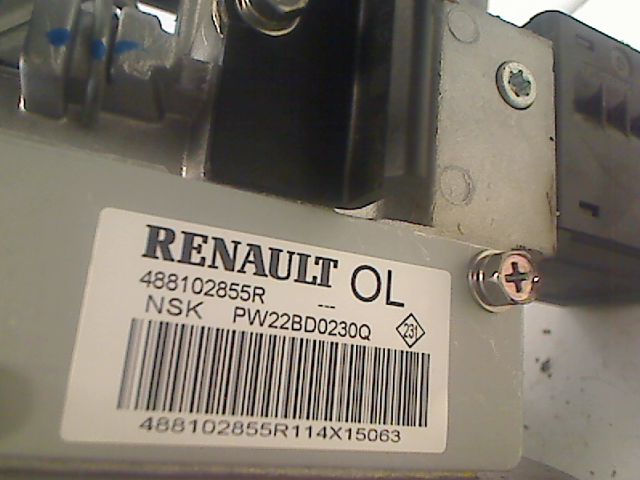 RENAULT OL
488102855R ---
NSK PW22BD0230Q 231
488102855R114X15063